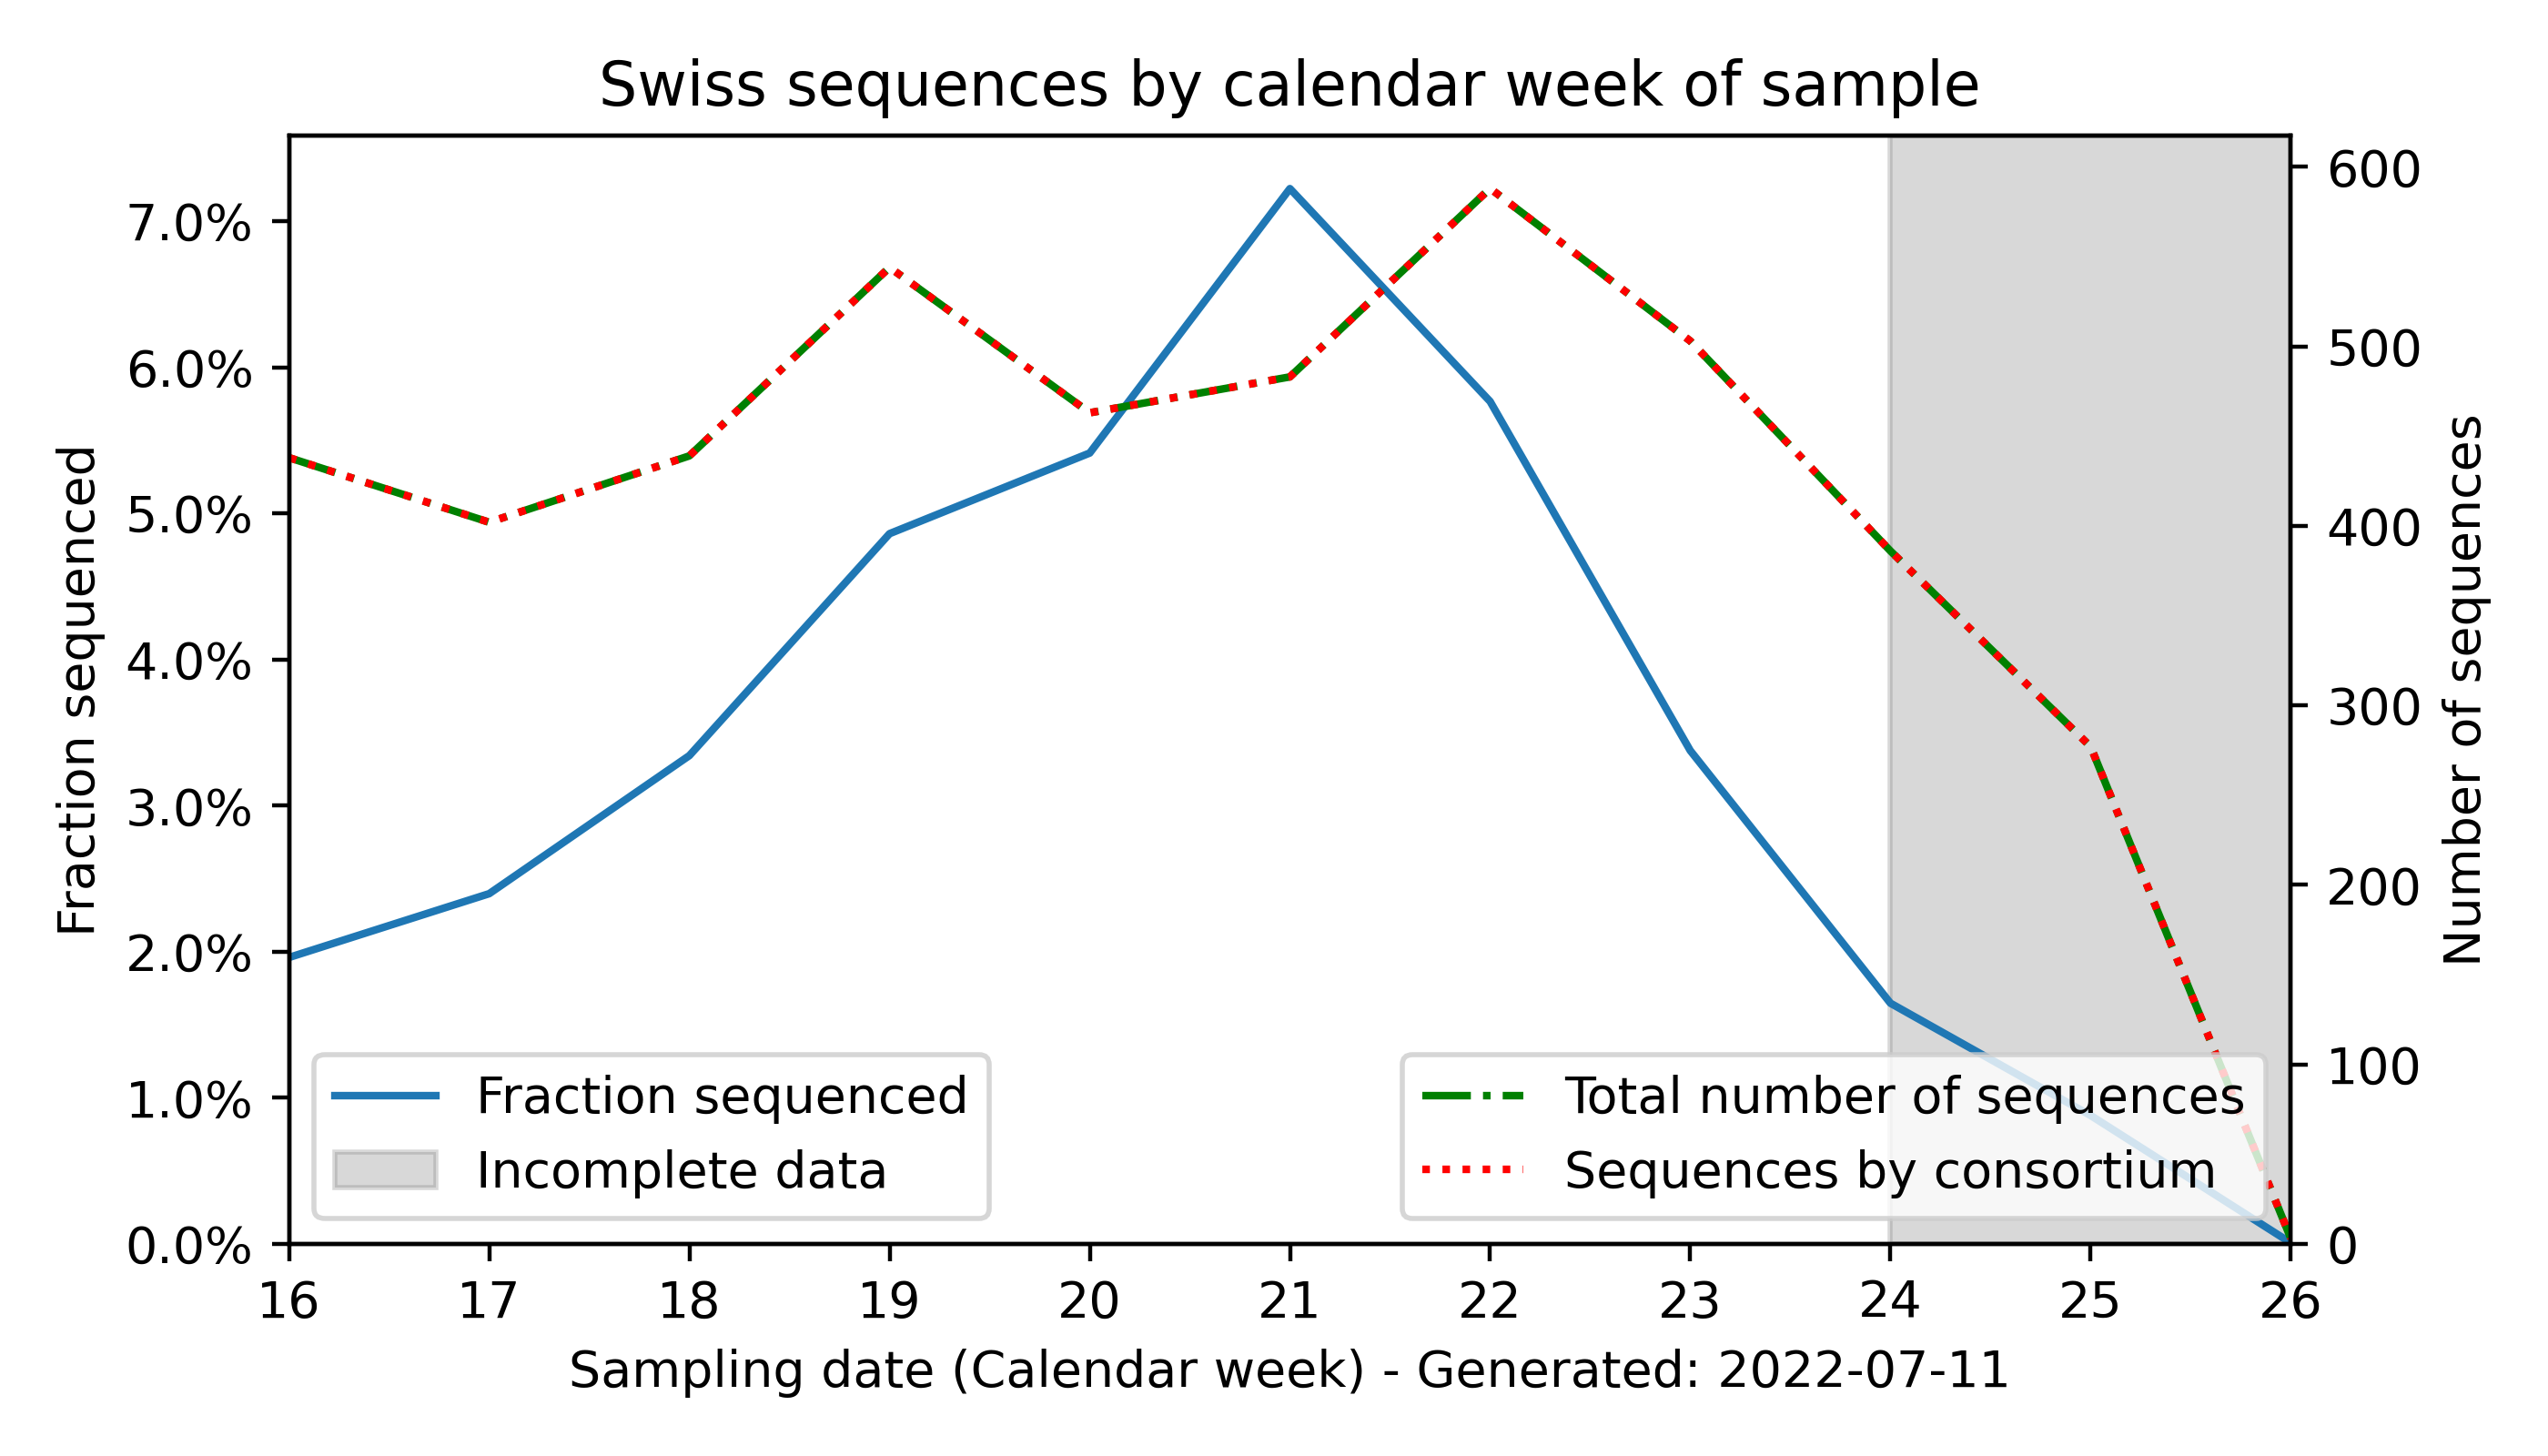 Swiss sequences by calendar week of sample
7.0%
6.0%
5.0%
4.0%
3.0%
2.0%
1.0%
0.0%
Fraction sequenced
600
500
400
300
200
100
0
Number of sequences
Fraction sequenced
Incomplete data
Total number of sequences
Sequences by consortium
16 17 18 19 20 21 22 23 24 25 26
Sampling date (Calendar week) - Generated: 2022-07-11